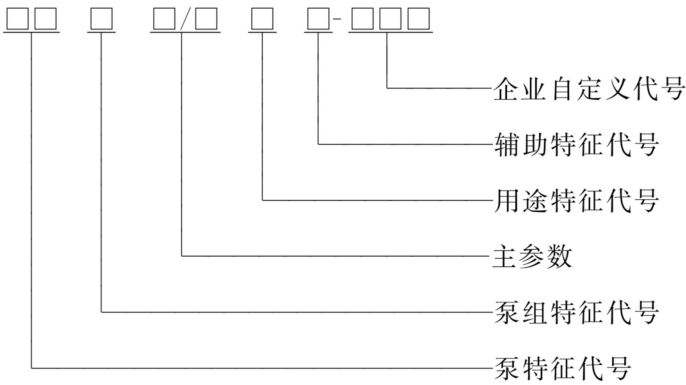 □□ □ □/□ □ □-□□□
企业自定义代号
辅助特征代号
用途特征代号
主参数
泵组特征代号
泵特征代号